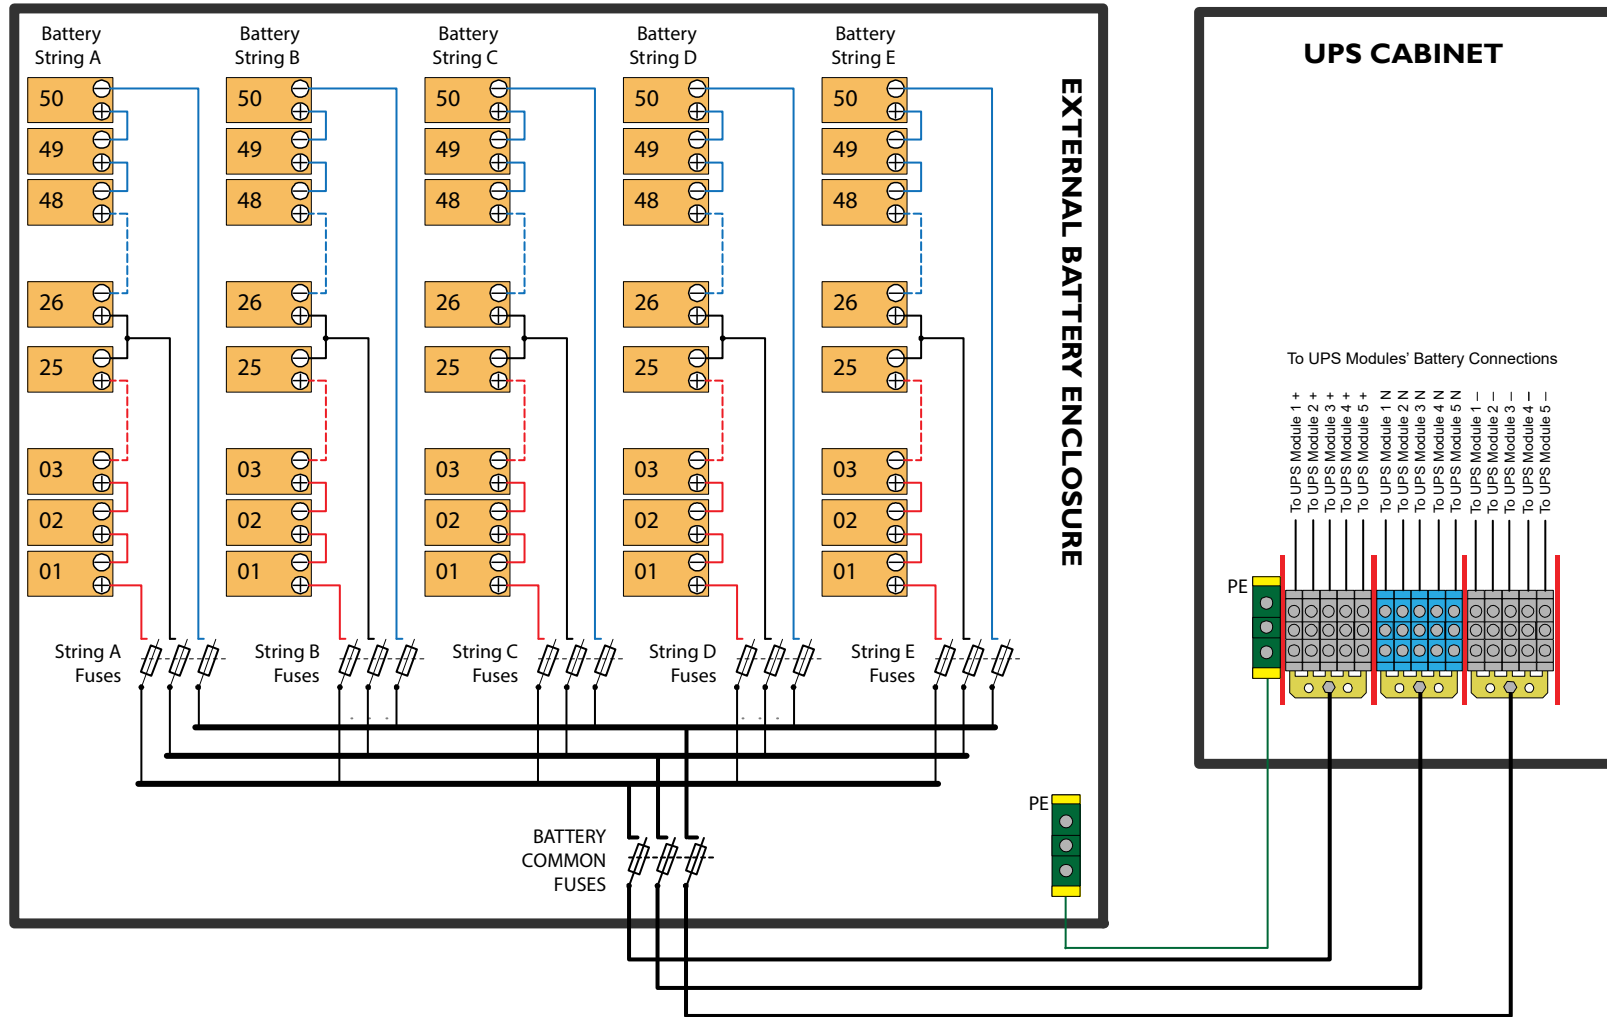 Battery
String A
Battery
String B
Battery
String C
Battery
String D
Battery
String E
50
49
48
26
25
03
02
01
50
49
48
26
25
03
02
01
50
49
48
26
25
03
02
01
50
49
48
26
25
03
02
01
50
49
48
26
25
03
02
01
String A
Fuses
String B
Fuses
String C
Fuses
String D
Fuses
String E
Fuses
BATTERY
COMMON
FUSES
PE
EXTERNAL BATTERY ENCLOSURE
UPS CABINET
To UPS Modules’ Battery Connections
To UPS Module 1 +
To UPS Module 2 +
To UPS Module 3 +
To UPS Module 4 +
To UPS Module 5 +
To UPS Module 1 N
To UPS Module 2 N
To UPS Module 3 N
To UPS Module 4 N
To UPS Module 5 N
To UPS Module 1 –
To UPS Module 2 –
To UPS Module 3 –
To UPS Module 4 –
To UPS Module 5 –
PE